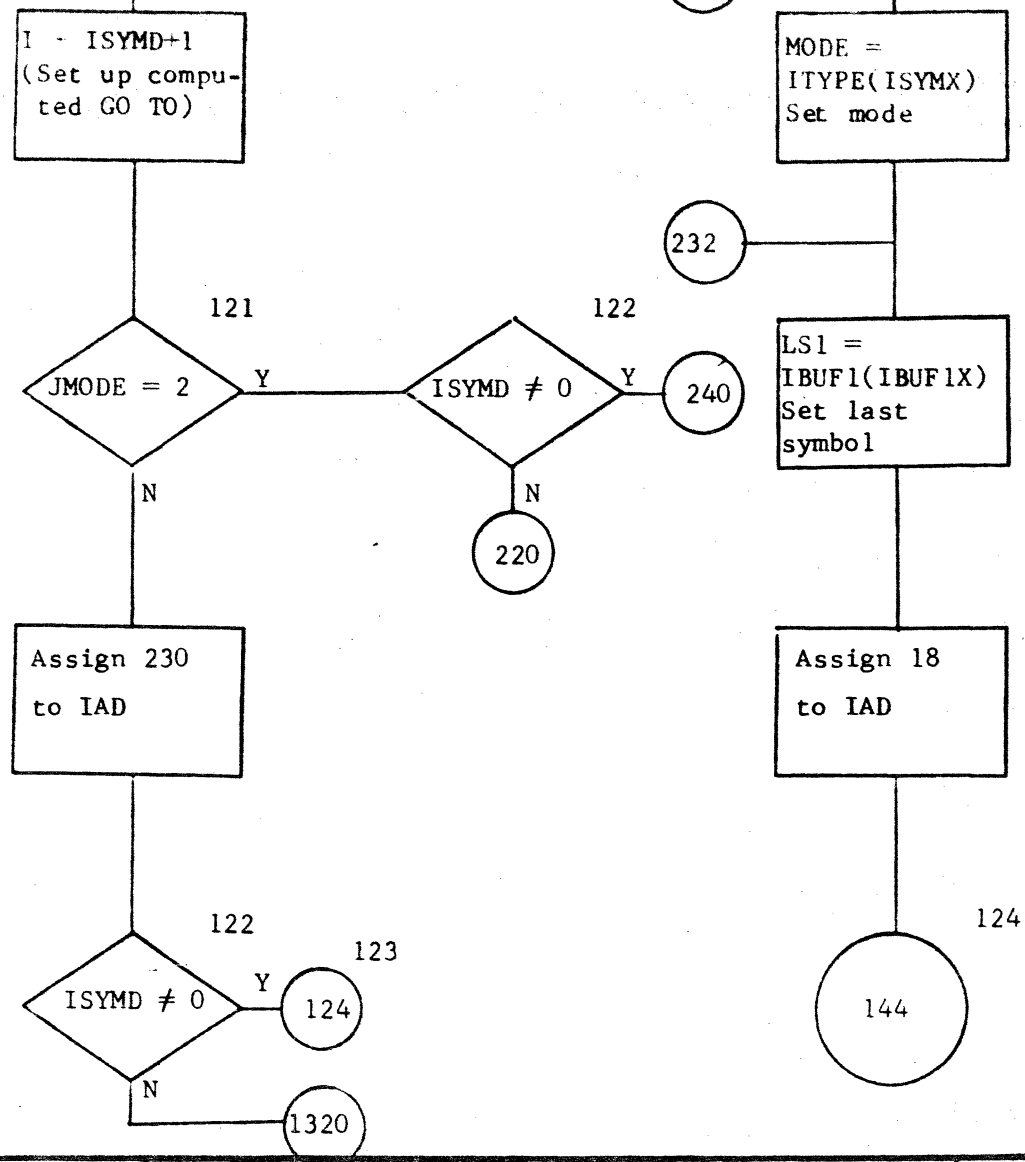 I - ISYMD+1
(Set up compu-
ted GO TO)
121
JMODE = 2
Y
N
122
ISYMD ≠ 0
Y
240
N
220
Assign 230
to IAD
122
ISYMD ≠ 0
Y
123
124
N
1320
MODE =
ITYPE(ISYMX)
Set mode
232
LS1 =
IBUF1(IBUF1X)
Set last
symbol
Assign 18
to IAD
124
144